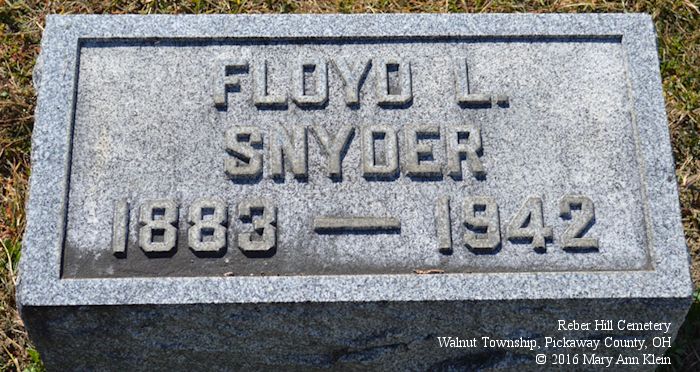 FLOYD L.
SNYDER
1883 — 1942
Reber Hill Cemetery
Walnut Township, Pickaway County, OH
© 2016 Mary Ann Klein